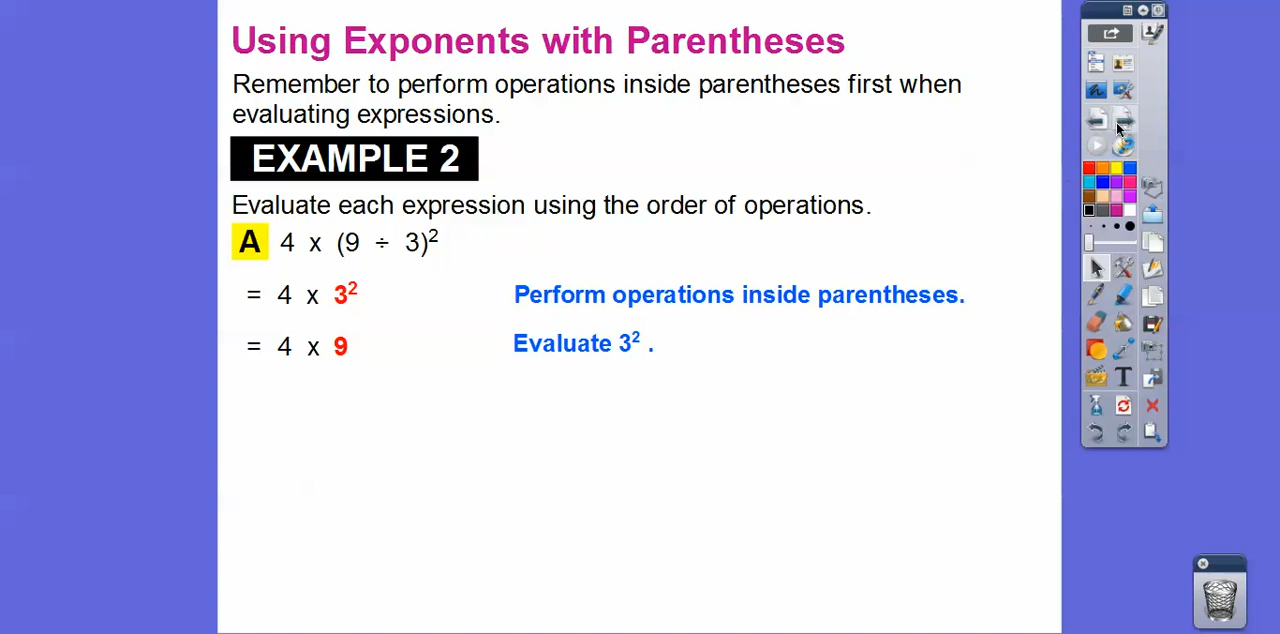 Using Exponents with Parentheses
Remember to perform operations inside parentheses first when
evaluating expressions.
EXAMPLE 2
Evaluate each expression using the order of operations.
A 4 x (9 ÷ 3)²
= 4 x 3² Perform operations inside parentheses.
= 4 x 9 Evaluate 3² .